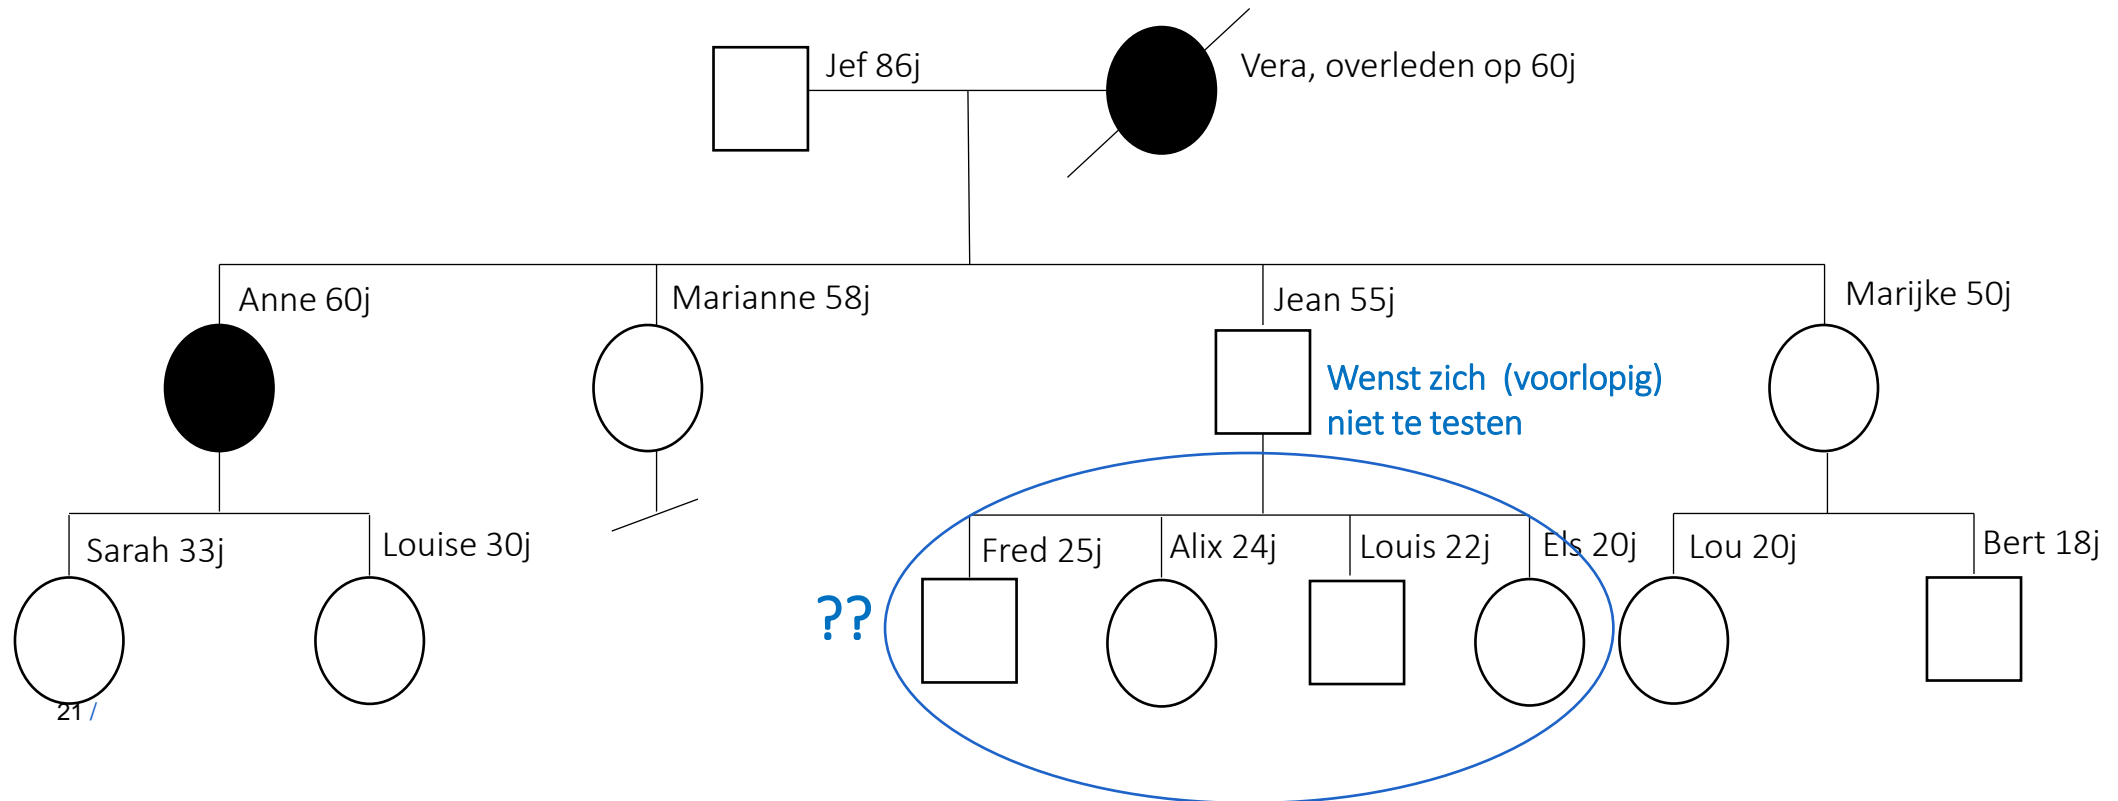 Jef 86j
Vera, overleden op 60j
Anne 60j
Marianne 58j
Jean 55j
Marijke 50j
Wenst zich (voorlopig)
niet te testen
Sarah 33j
Louise 30j
Fred 25j
Alix 24j
Louis 22j
Els 20j
Lou 20j
Bert 18j
??
21 /